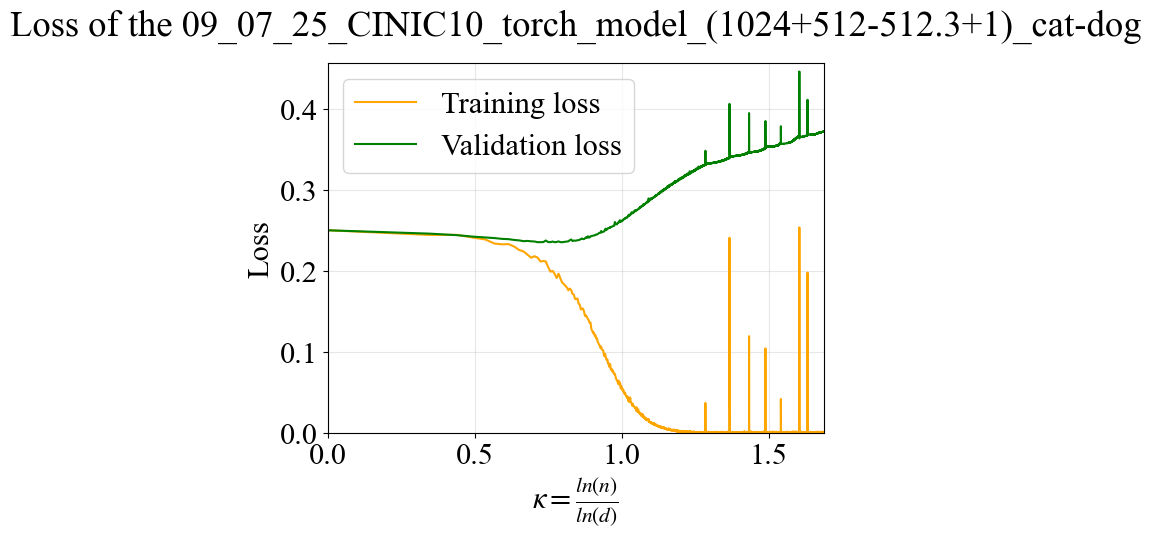 Loss of the 09_07_25_CINIC10_torch_model_(1024+512-512.3+1)_cat-dog
Training loss
Validation loss
Loss
0.4
0.3
0.2
0.1
0.0
0.0 0.5 1.0 1.5
κ = ln(n)/ln(d)